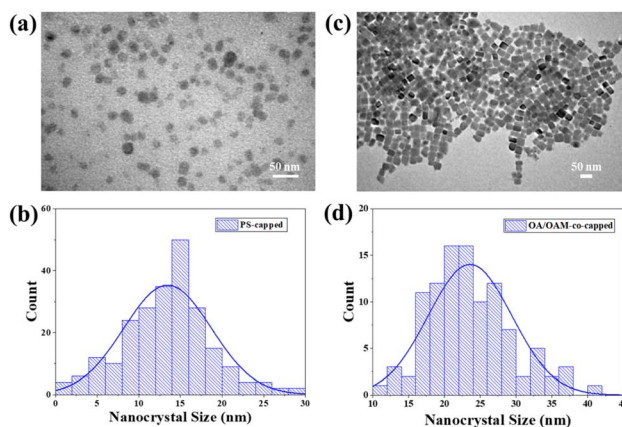 (a)
50 nm
(c)
50 nm
(b)
60
40
20
0
Count
PS-capped
0 5 10 15 20 25 30
Nanocrystal Size (nm)
(d)
20
15
10
5
0
Count
OA/OAM-co-capped
10 15 20 25 30 35 40 45
Nanocrystal Size (nm)